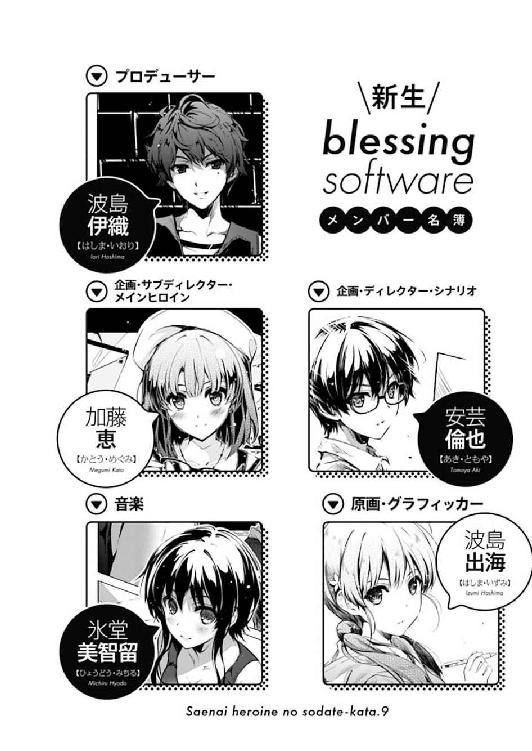 プロデューサー
波島
伊織
【はしま・いおり】
Iori Hashima
新生
blessing
software
メンバー名簿
企画・サブディレクター・
メインヒロイン
加藤
恵
【かとう・めぐみ】
Megumi Kato
企画・ディレクター・シナリオ
安芸
倫也
【あき・ともや】
Tomoya Aki
音楽
氷堂
美智留
【ひょうどう・みちる】
Michiru Hyodo
原画・グラフィッカー
波島
出海
【はしま・いずみ】
Izumi Hashima
Saenai heroine no sodate-kata.9